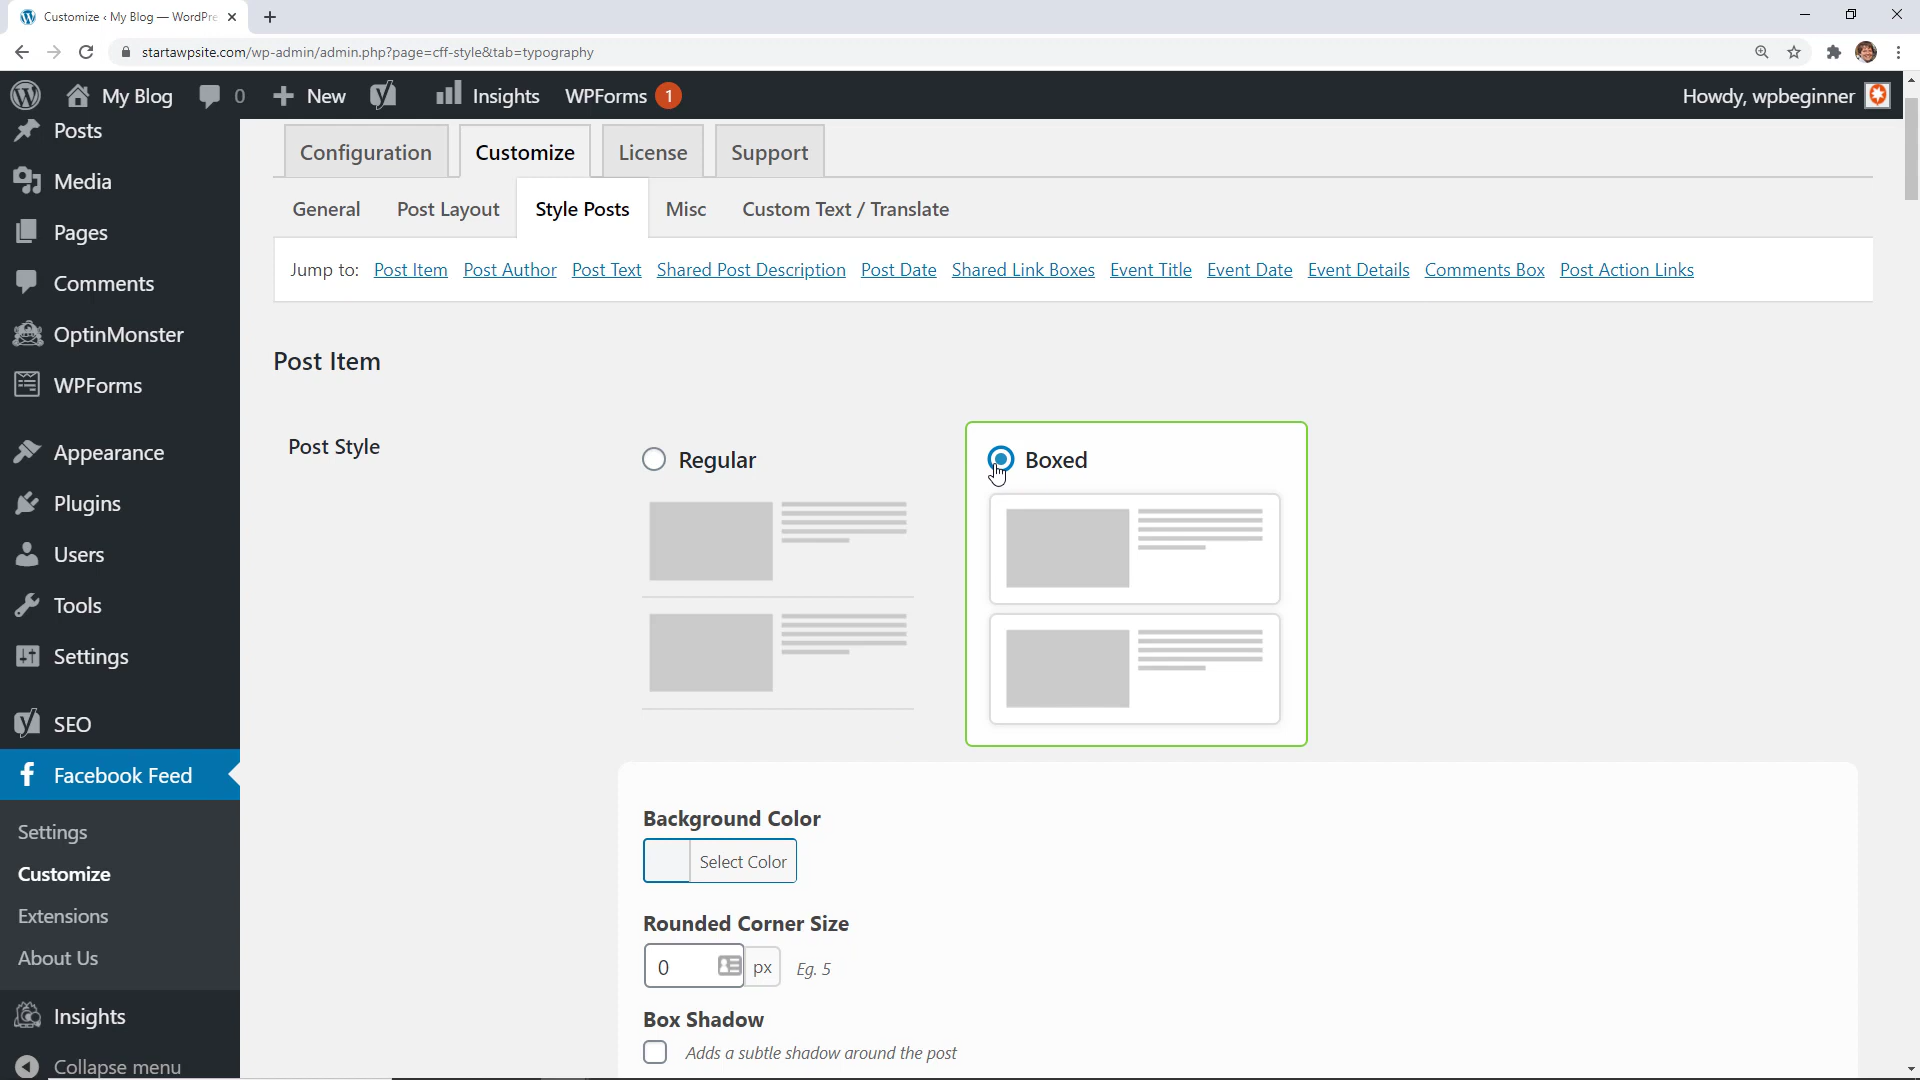 Customize ‹ My Blog — WordPre
startawpsite.com/wp-admin/admin.php?page=cff-style&tab=typography
My Blog 0 New Insights WPForms 1 Howdy, wpbeginner
Posts
Media
Pages
Comments
OptinMonster
WPForms
Appearance
Plugins
Users
Tools
Settings
SEO
Facebook Feed
Settings
Customize
Extensions
About Us
Insights
Collapse menu
Configuration Customize License Support
General Post Layout Style Posts Misc Custom Text / Translate
Jump to: Post Item Post Author Post Text Shared Post Description Post Date Shared Link Boxes Event Title Event Date Event Details Comments Box Post Action Links
Post Item
Post Style
Regular
Boxed
Background Color
Select Color
Rounded Corner Size
0 px Eg. 5
Box Shadow
Adds a subtle shadow around the post